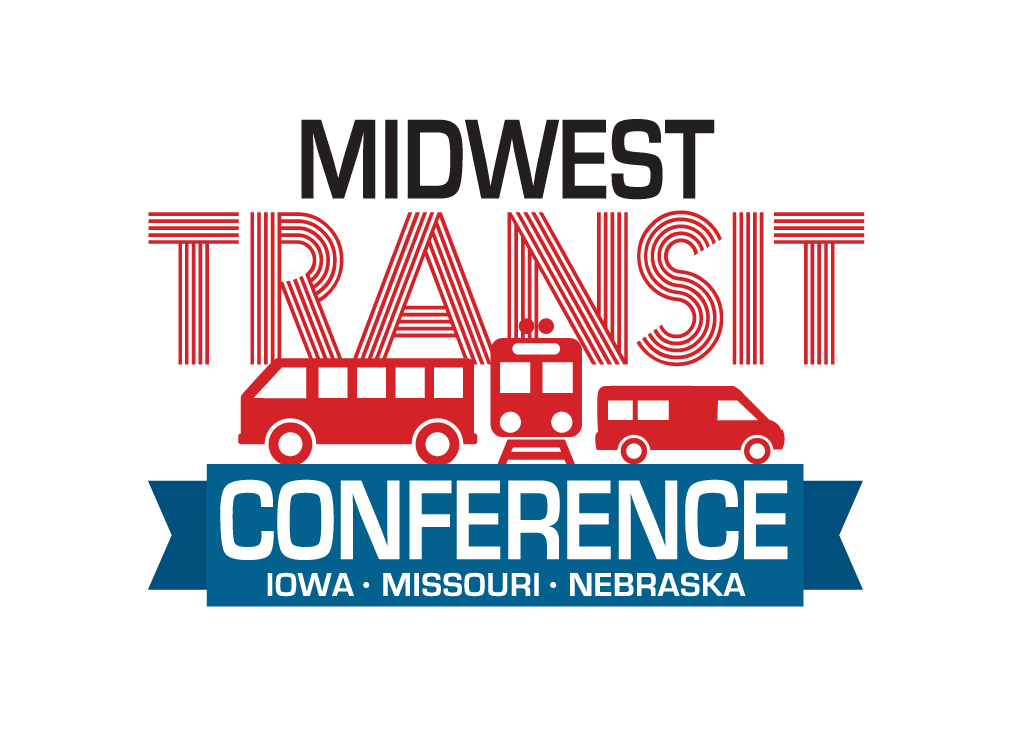 MIDWEST
TRANSIT
CONFERENCE
IOWA · MISSOURI · NEBRASKA